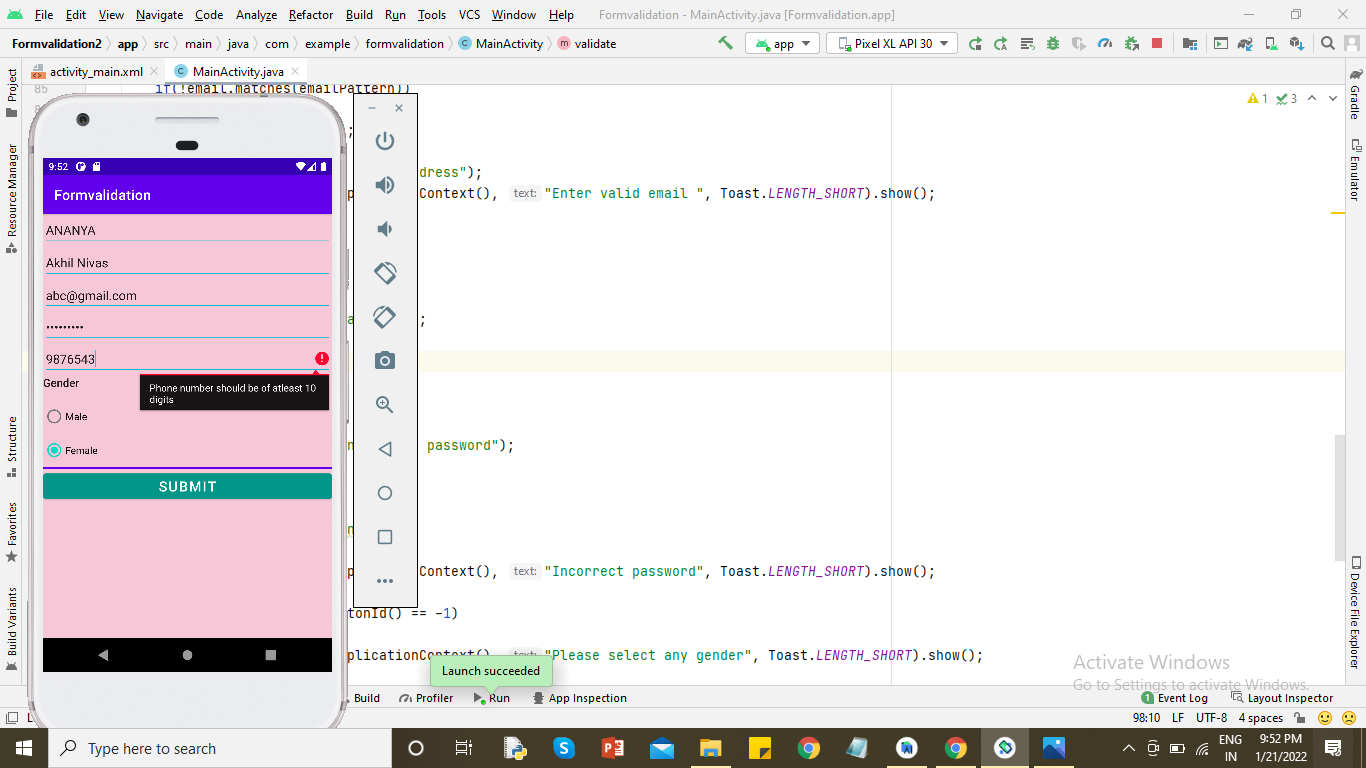 File Edit View Navigate Code Analyze Refactor Build Run Tools VCS Window Help Formvalidation - MainActivity.java [Formvalidation.app]
Formvalidation2 app src main java com example formvalidation MainActivity validate app Pixel XL API 30
activity_main.xml MainActivity.java
85 if(!email.matches(emailPattern))
1 3
;
dress");
Context(), text: "Enter valid email ", Toast.LENGTH_SHORT).show();
;
password");
Context(), text: "Incorrect password", Toast.LENGTH_SHORT).show();
tonId() == -1)
plicationContext(), text: "Please select any gender", Toast.LENGTH_SHORT).show();
9:52
Formvalidation
ANANYA
Akhil Nivas
abc@gmail.com
•••••••••
9876543
Phone number should be of atleast 10
digits
Gender
Male
Female
SUBMIT
Project
Resource Manager
Structure
Favorites
Build Variants
Gradle
Emulator
Device File Explorer
Launch succeeded
Activate Windows
Go to Settings to activate Windows.
Build Profiler Run App Inspection 1 Event Log Layout Inspector
98:10 LF UTF-8 4 spaces
Type here to search
ENG
IN
9:52 PM
1/21/2022